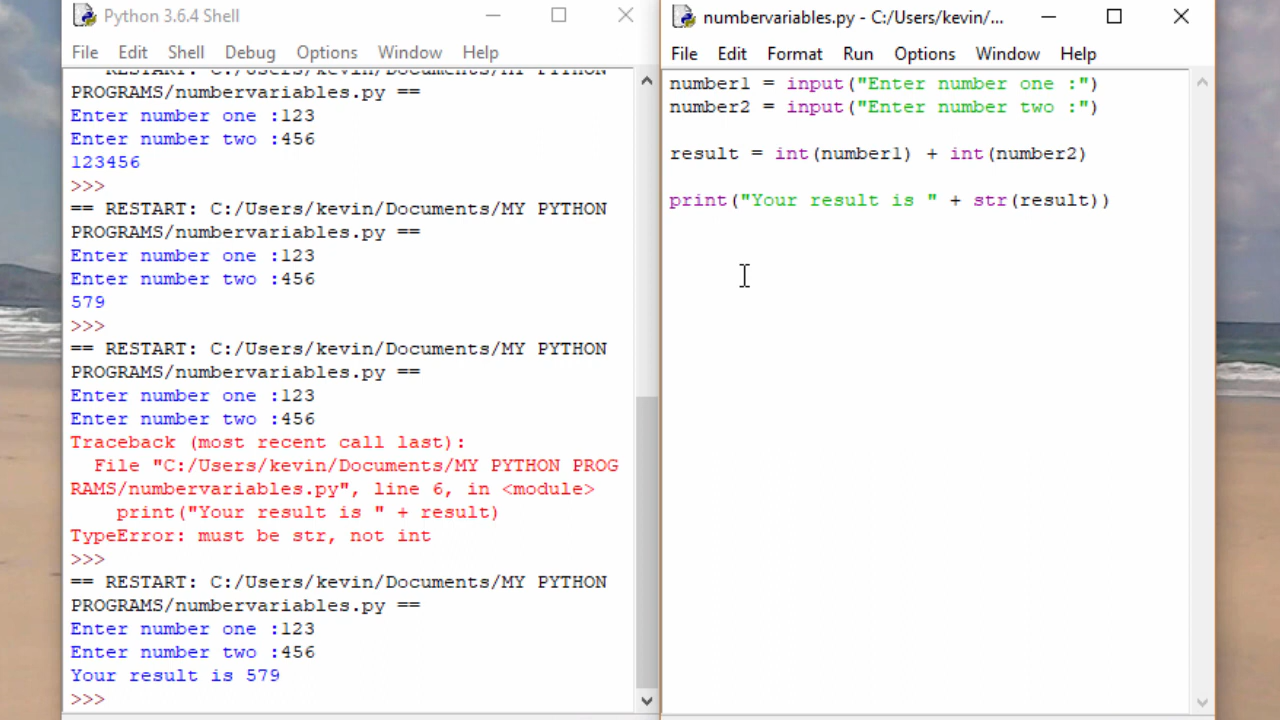 Python 3.6.4 Shell
File Edit Shell Debug Options Window Help
RESTART: C:/Users/kevin/Documents/MY PYTHON
PROGRAMS/numbervariables.py ==
Enter number one :123
Enter number two :456
123456
>>>
== RESTART: C:/Users/kevin/Documents/MY PYTHON
PROGRAMS/numbervariables.py ==
Enter number one :123
Enter number two :456
579
>>>
== RESTART: C:/Users/kevin/Documents/MY PYTHON
PROGRAMS/numbervariables.py ==
Enter number one :123
Enter number two :456
Traceback (most recent call last):
  File "C:/Users/kevin/Documents/MY PYTHON PROG
RAMS/numbervariables.py", line 6, in <module>
    print("Your result is " + result)
TypeError: must be str, not int
>>>
== RESTART: C:/Users/kevin/Documents/MY PYTHON
PROGRAMS/numbervariables.py ==
Enter number one :123
Enter number two :456
Your result is 579
>>>
numbervariables.py - C:/Users/kevin/...
File Edit Format Run Options Window Help
number1 = input("Enter number one :")
number2 = input("Enter number two :")
result = int(number1) + int(number2)
print("Your result is " + str(result))